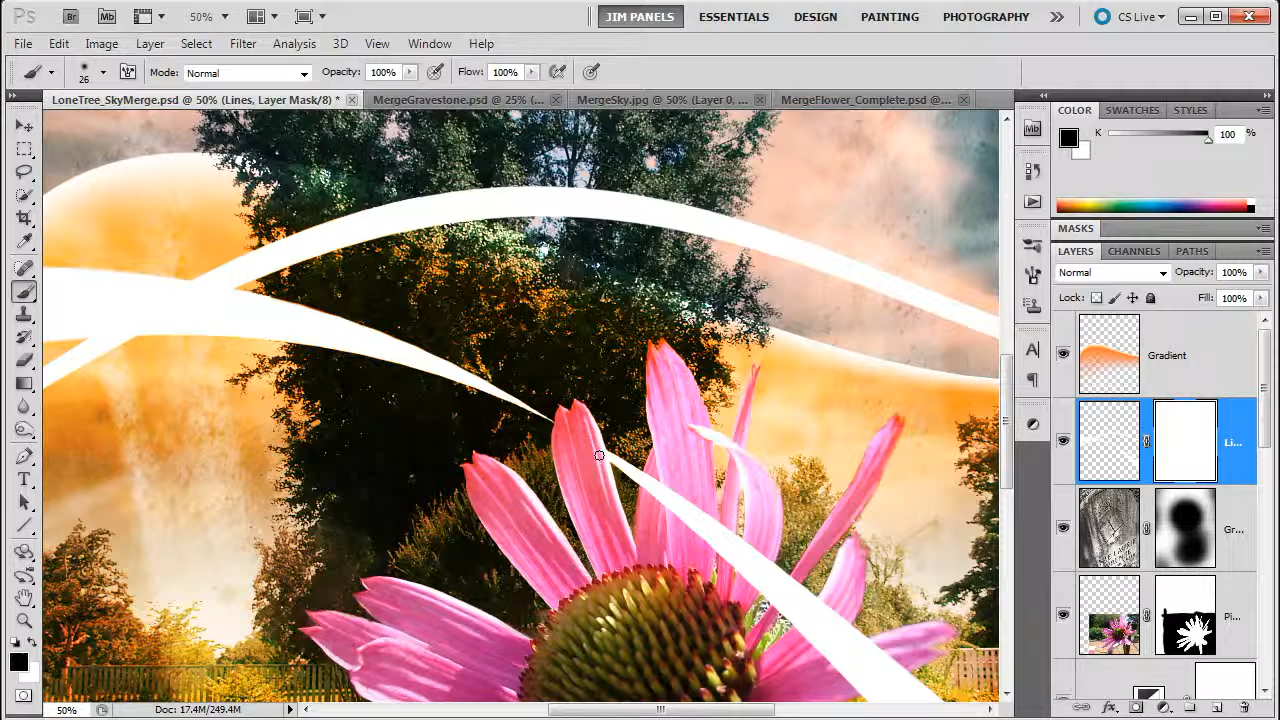 Ps Br Mb 50% JIM PANELS ESSENTIALS DESIGN PAINTING PHOTOGRAPHY CS Live
File Edit Image Layer Select Filter Analysis 3D View Window Help
26 Mode: Normal Opacity: 100% Flow: 100%
LoneTree_SkyMerge.psd @ 50% (Lines, Layer Mask/8) * MergeGravestone.psd @ 25% (... MergeSky.jpg @ 50% (Layer 0, ... MergeFlower_Complete.psd @...
COLOR SWATCHES STYLES
Mb
K 100 %
MASKS
LAYERS CHANNELS PATHS
Normal Opacity: 100%
Lock: Fill: 100%
Gradient
Li...
Gr...
Pi...
50% Doc: 17.4M/249.4M